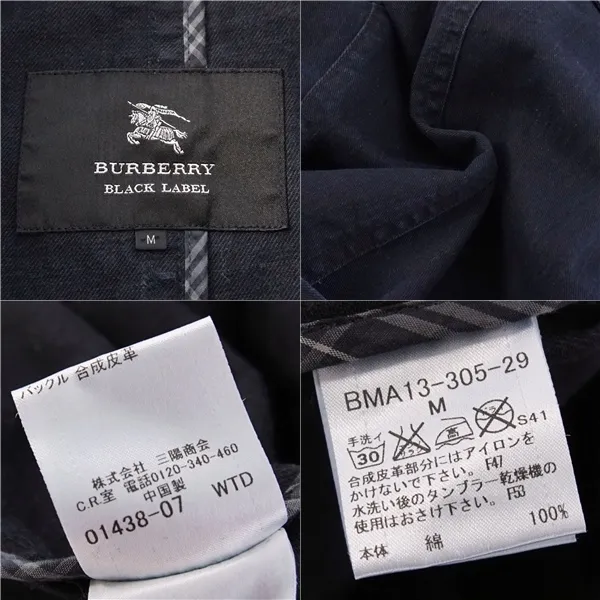 BURBERRY
BLACK LABEL
M
バックル 合成皮革
株式会社 三陽商会
C.R室 電話0120-340-460
中国製
01438-07 WTD
BMA13-305-29
M
手洗イ
30
S41
合成皮革部分にはアイロンを
かけないで下さい。F47
水洗い後のタンブラー乾燥機の
使用はおさけ下さい。F53
本体 綿 100%